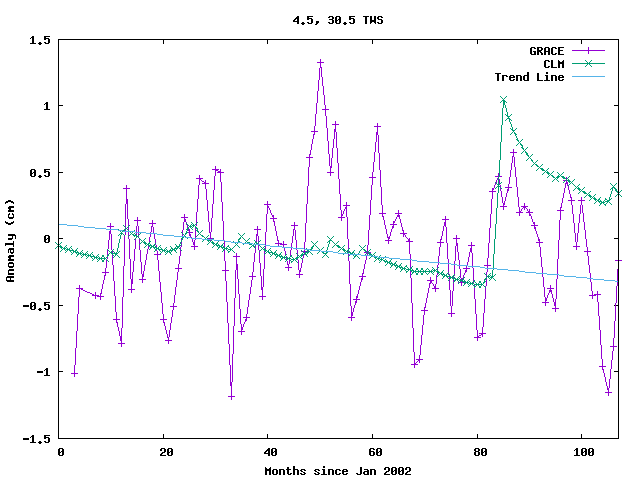 4.5, 30.5 TWS
GRACE
CLM
Trend Line
1.5
1
0.5
0
-0.5
-1
-1.5
Anomaly (cm)
0 20 40 60 80 100
Months since Jan 2002